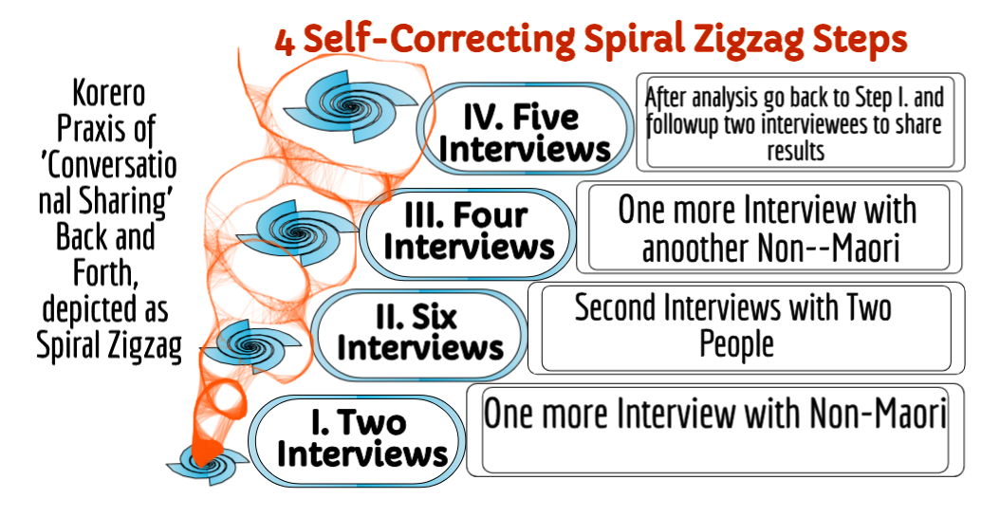 4 Self-Correcting Spiral Zigzag Steps
Korero
Praxis of
'Conversatio
nal Sharing'
Back and
Forth,
depicted as
Spiral Zigzag
IV. Five
Interviews
After analysis go back to Step I. and
followup two interviewees to share
results
III. Four
Interviews
One more Interview with
anoother Non--Maori
II. Six
Interviews
Second Interviews with Two
People
I. Two
Interviews
One more Interview with Non-Maori